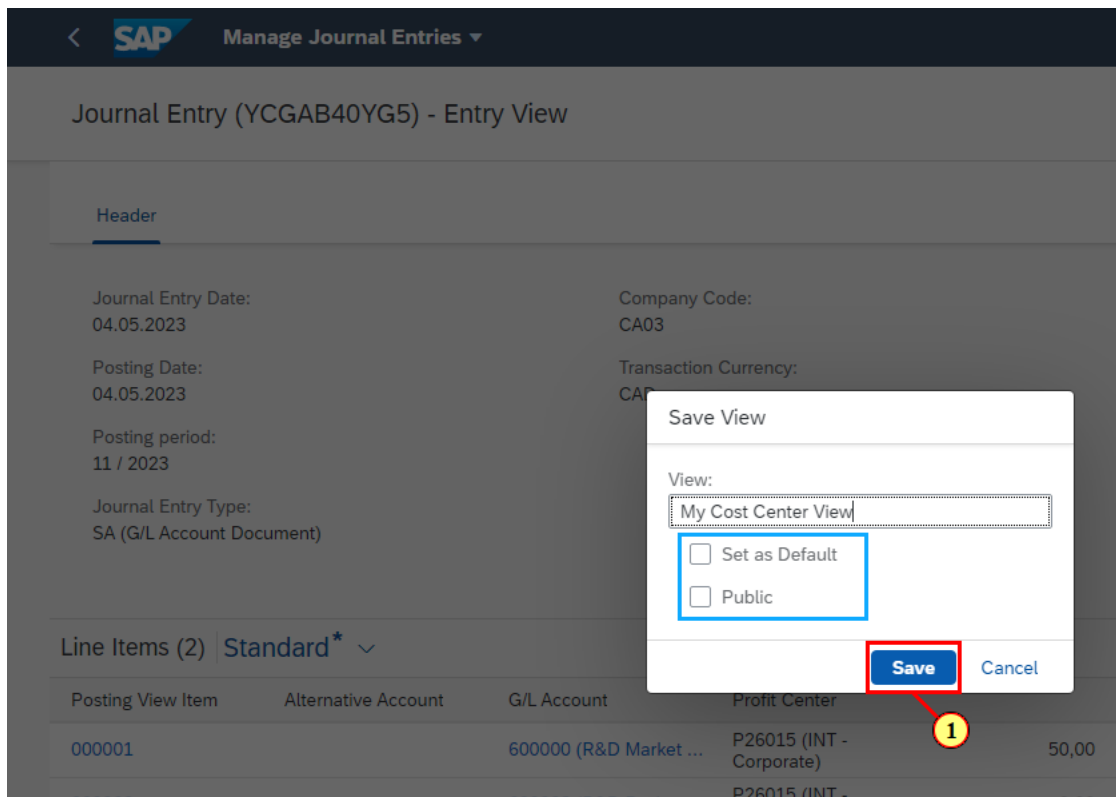 SAP Manage Journal Entries
Journal Entry (YCGAB40YG5) - Entry View
Header
Journal Entry Date:
04.05.2023
Company Code:
CA03
Posting Date:
04.05.2023
Transaction Currency:
CAD
Posting period:
11 / 2023
Journal Entry Type:
SA (G/L Account Document)
Save View
View:
My Cost Center View
Set as Default
Public
Save Cancel
1
Line Items (2) Standard*
Posting View Item Alternative Account G/L Account Profit Center
000001 600000 (R&D Market ... P26015 (INT - 50,00
Corporate)
P26015 (INT -